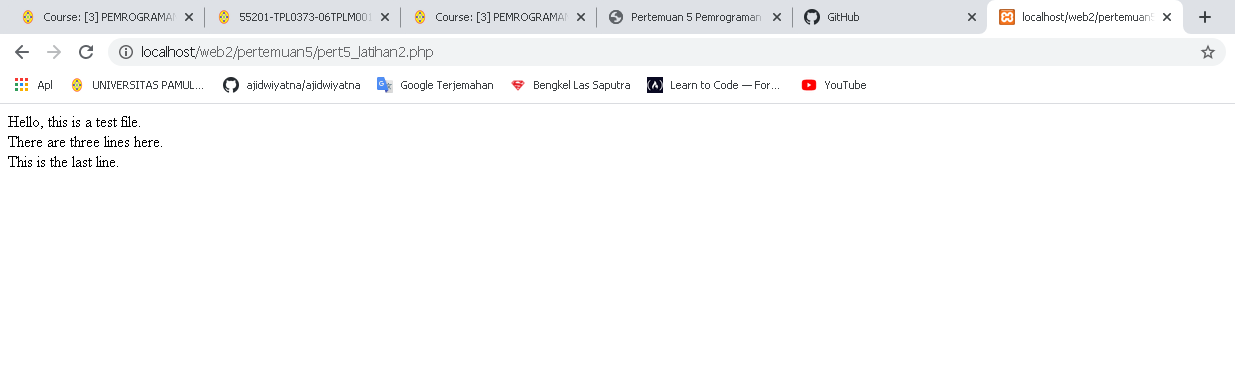 Course: [3] PEMROGRAMAN
55201-TPL0373-06TPLM001
Course: [3] PEMROGRAMAN
Pertemuan 5 Pemrograman
GitHub
localhost/web2/pertemuan5
localhost/web2/pertemuan5/pert5_latihan2.php
Apl
UNIVERSITAS PAMUL...
ajidwiyatna/ajidwiyatna
Google Terjemahan
Bengkel Las Saputra
Learn to Code — For...
YouTube
Hello, this is a test file.
There are three lines here.
This is the last line.